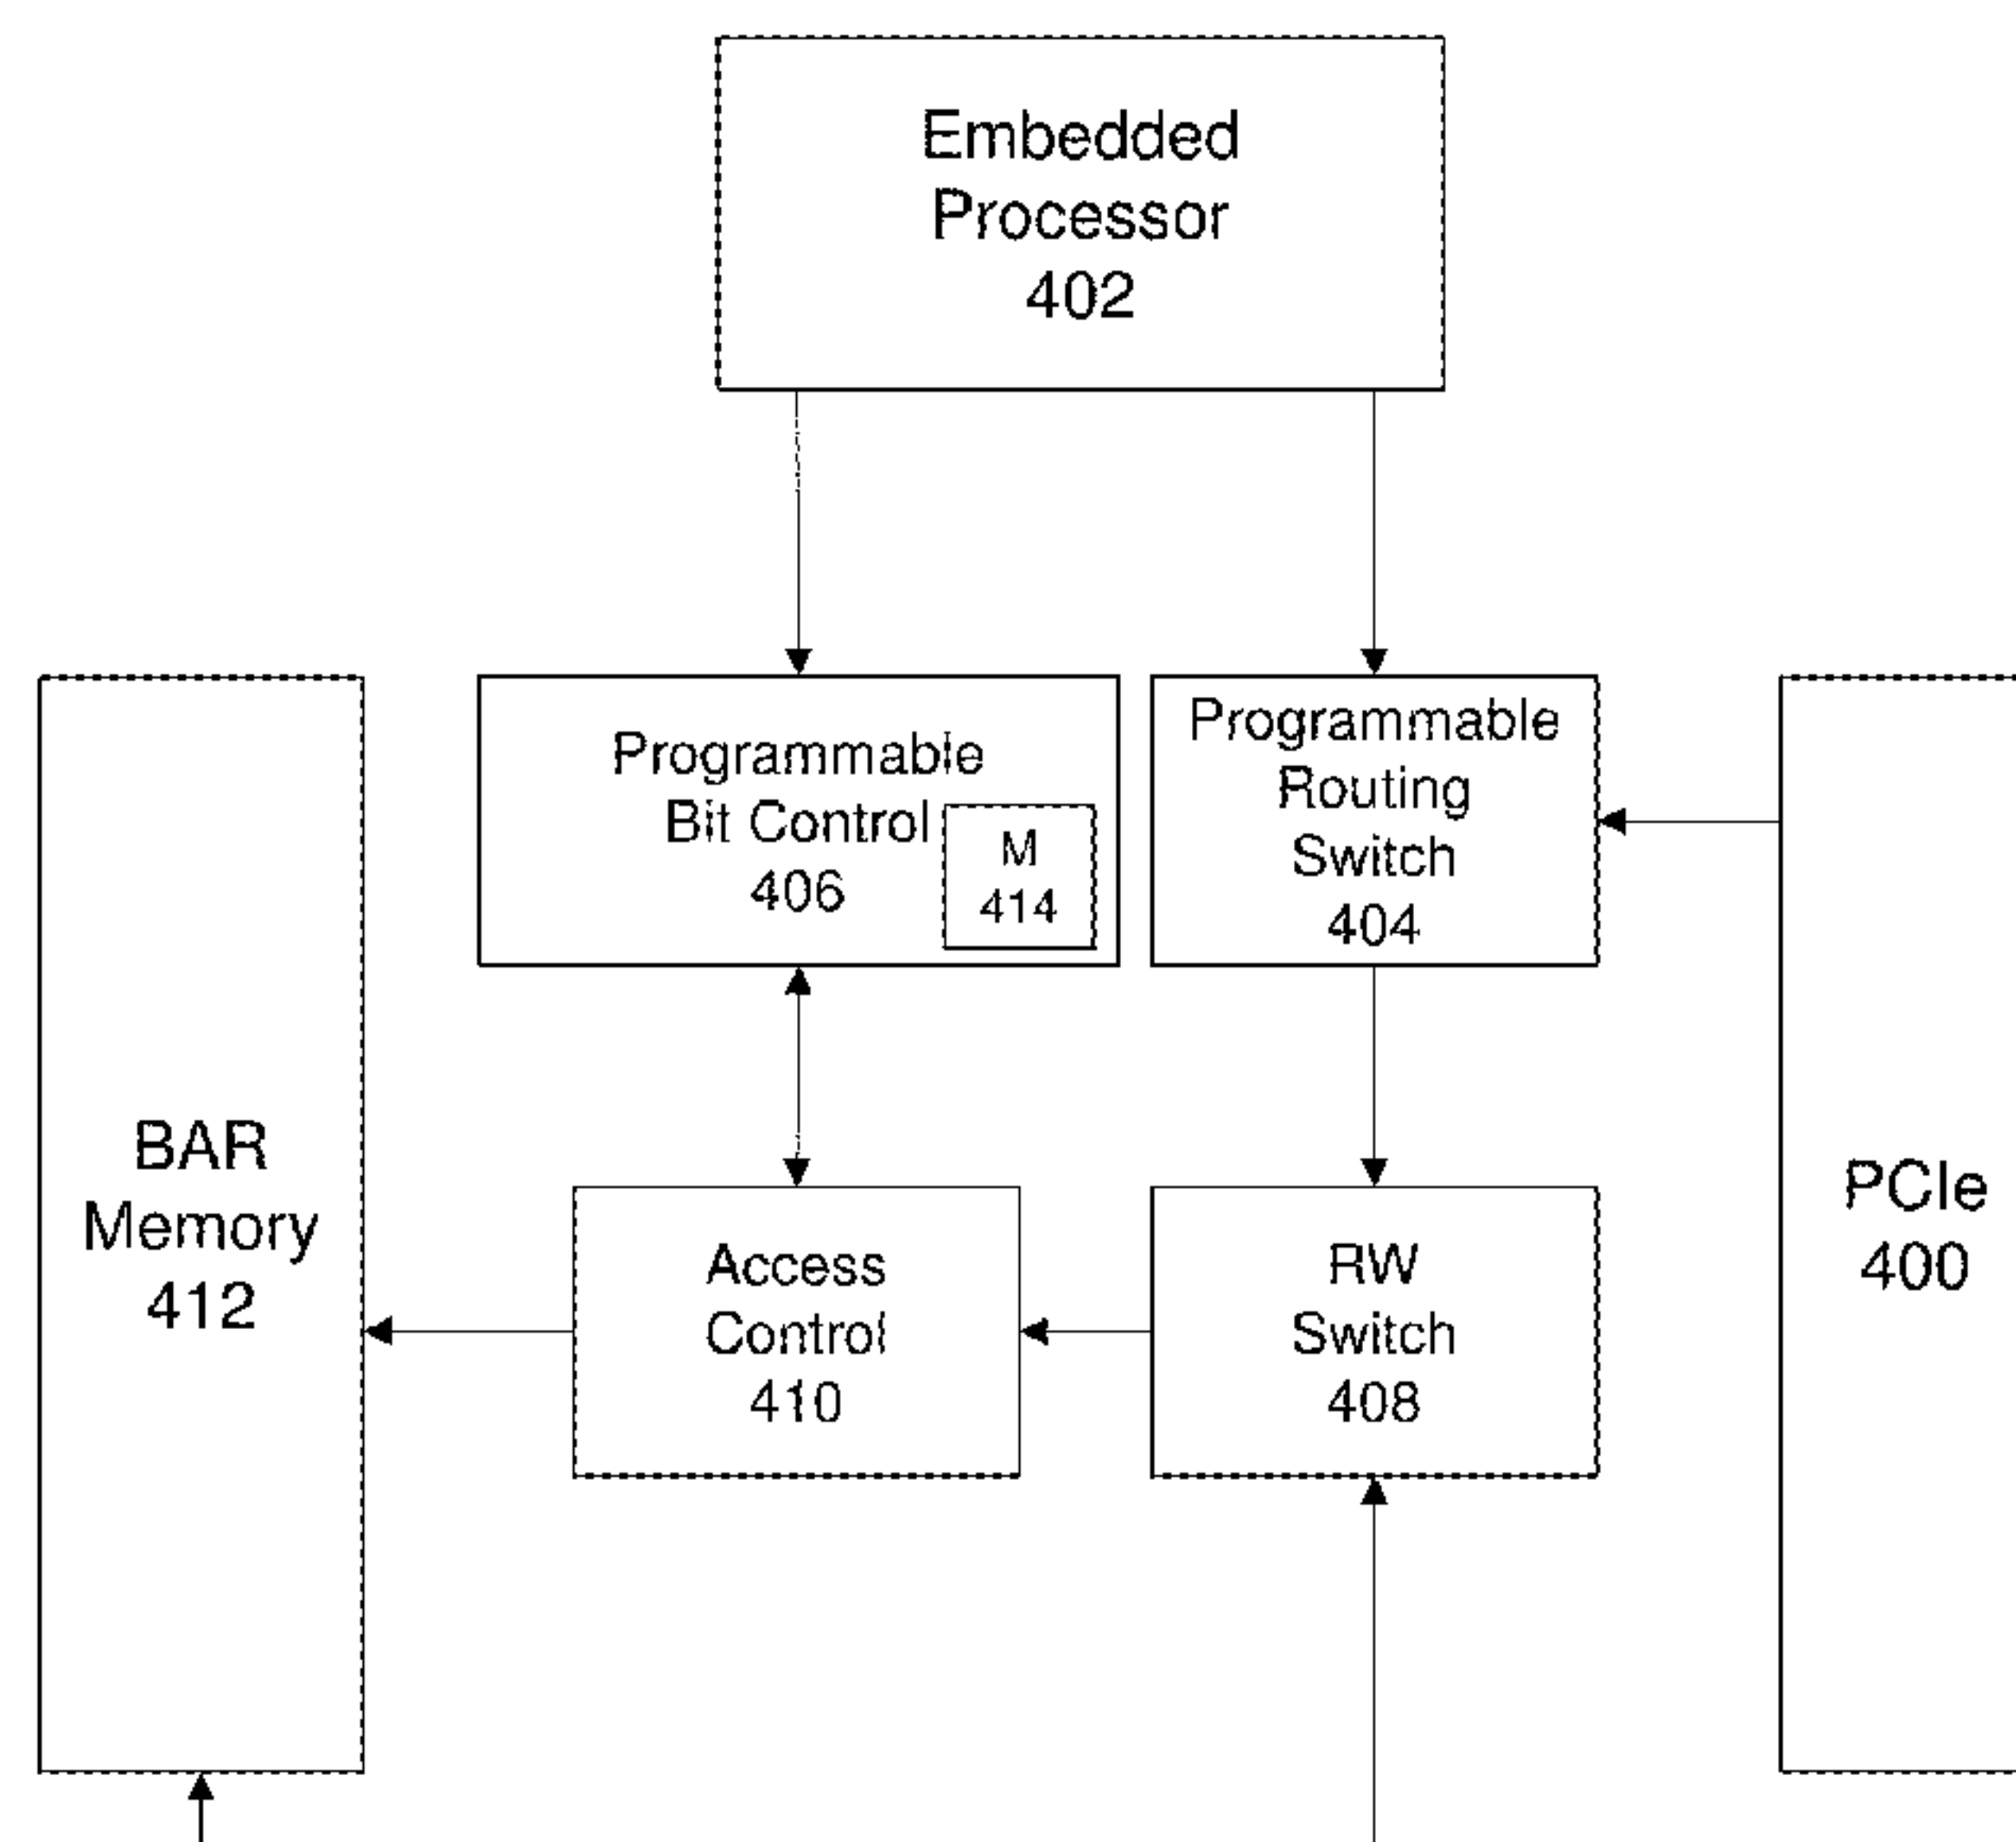 Embedded
Processor
402
Programmable
Bit Control
406
M
414
Programmable
Routing
Switch
404
BAR
Memory
412
Access
Control
410
RW
Switch
408
PCIe
400